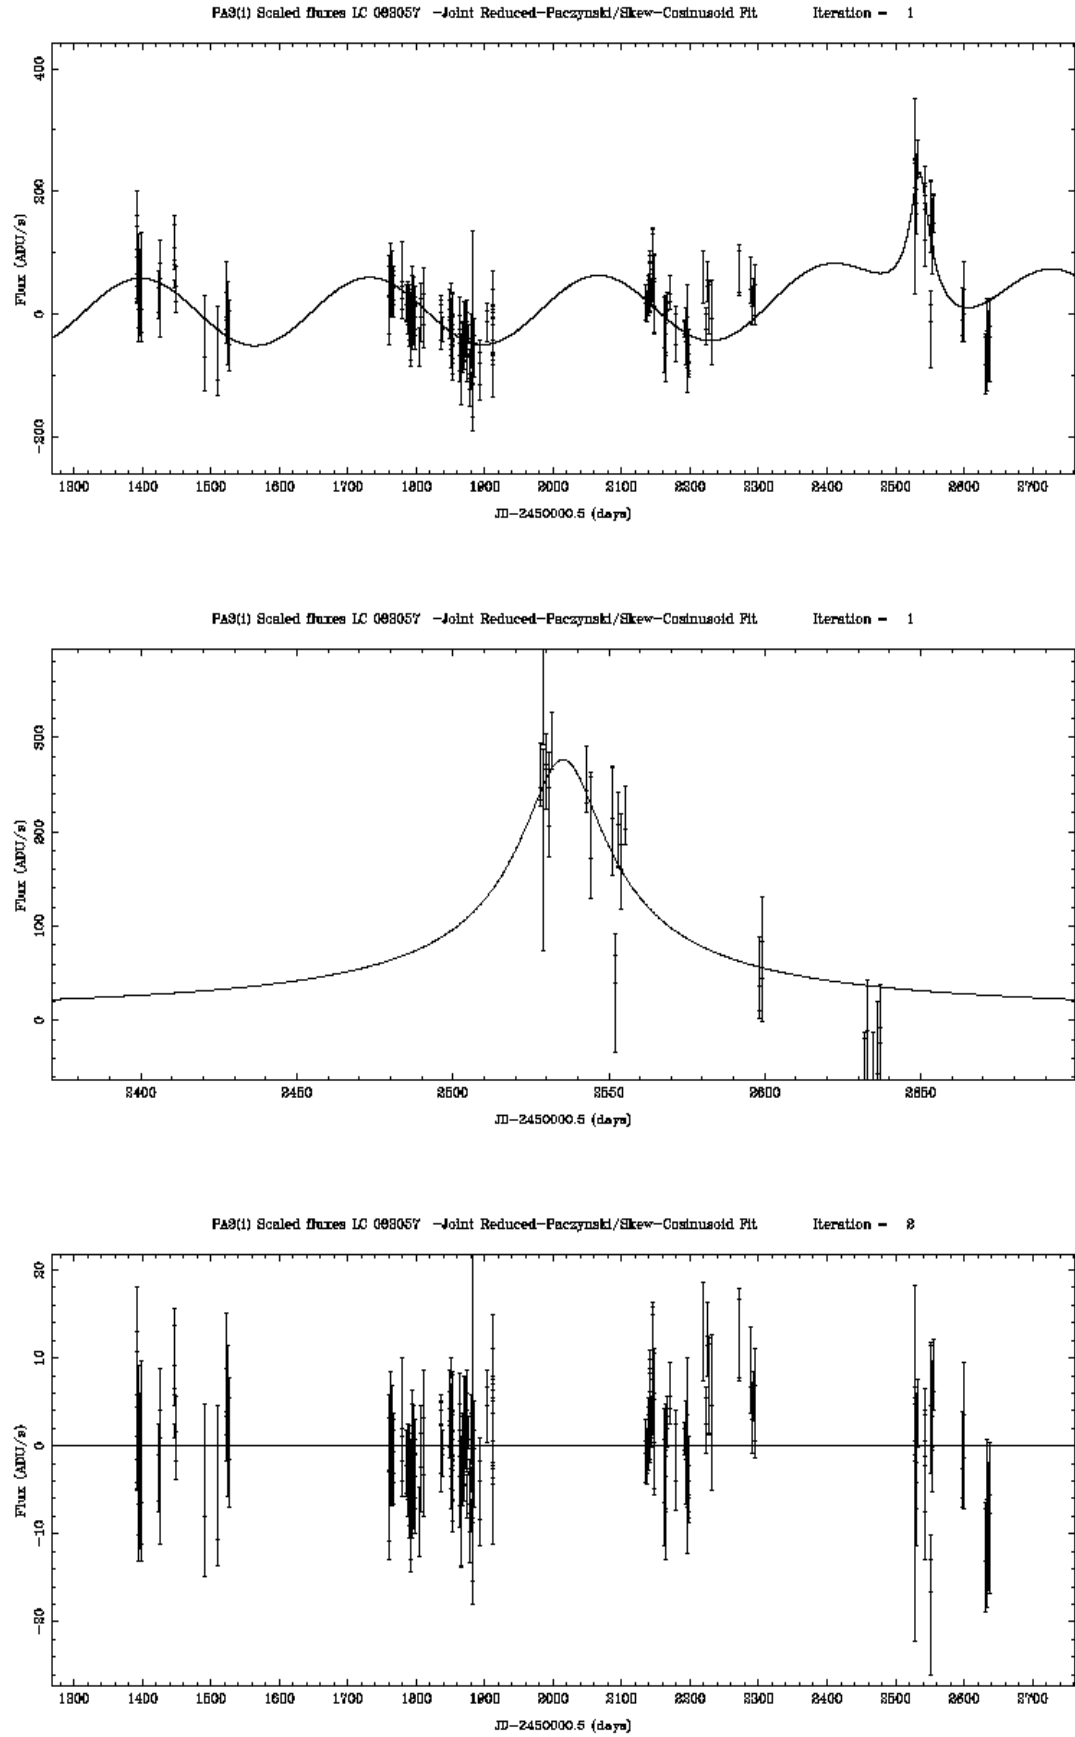 PA3(i) Scaled fluxes LC 083057 -Joint Reduced-Paczynski/Skew-Cosinusoid Fit Iteration = 1
400
200
0
-200
Flux (ADU/s)
1300 1400 1500 1600 1700 1800 1900 2000 2100 2200 2300 2400 2500 2600 2700
JD-2450000.5 (days)
PA3(i) Scaled fluxes LC 083057 -Joint Reduced-Paczynski/Skew-Cosinusoid Fit Iteration = 1
300
200
100
0
Flux (ADU/s)
2400 2450 2500 2550 2600 2650
JD-2450000.5 (days)
PA3(i) Scaled fluxes LC 083057 -Joint Reduced-Paczynski/Skew-Cosinusoid Fit Iteration = 2
20
10
0
-10
-20
Flux (ADU/s)
1300 1400 1500 1600 1700 1800 1900 2000 2100 2200 2300 2400 2500 2600 2700
JD-2450000.5 (days)